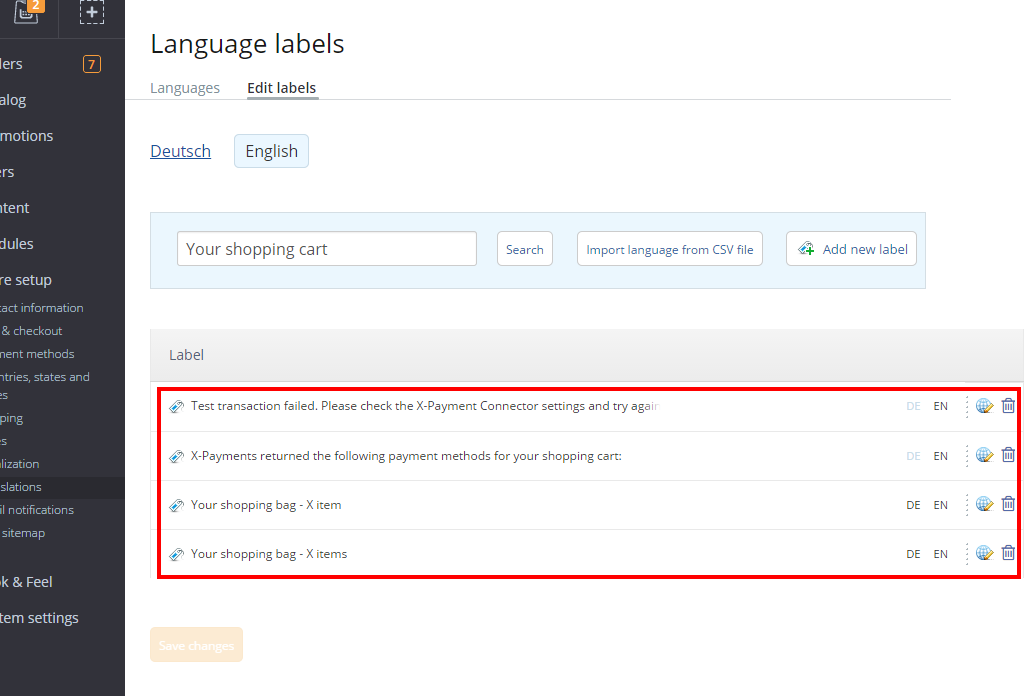 2
7
ders
alog
motions
ers
ntent
dules
re setup
tact information
& checkout
ment methods
ntries, states and
es
ping
es
lization
slations
il notifications
sitemap
k & Feel
tem settings
Language labels
Languages Edit labels
Deutsch English
Your shopping cart Search Import language from CSV file Add new label
Label
Test transaction failed. Please check the X-Payment Connector settings and try again DE EN
X-Payments returned the following payment methods for your shopping cart: DE EN
Your shopping bag - X item DE EN
Your shopping bag - X items DE EN
Save changes